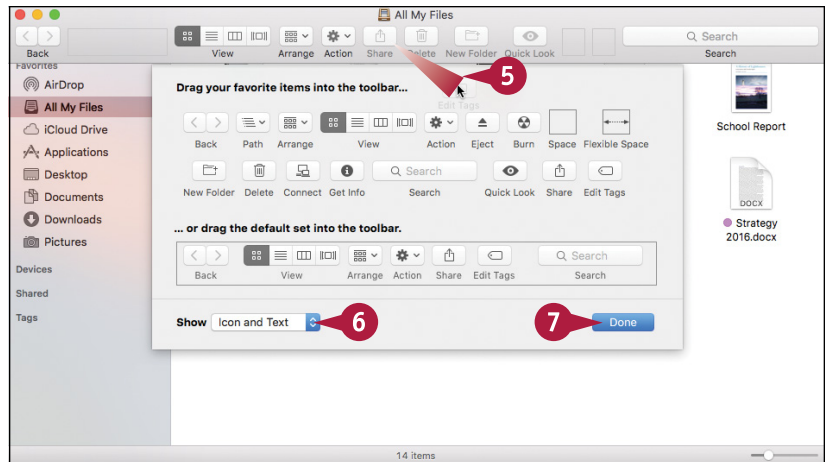 All My Files
Search
Back View Arrange Action Share Delete New Folder Quick Look Search
Favorites
AirDrop
All My Files
iCloud Drive
Applications
Desktop
Documents
Downloads
Pictures
Devices
Shared
Tags
Drag your favorite items into the toolbar...
5
Edit Tags
Back Path Arrange View Action Eject Burn Space Flexible Space
Search
New Folder Delete Connect Get Info Search Quick Look Share Edit Tags
... or drag the default set into the toolbar.
Search
Back View Arrange Action Share Edit Tags Search
Show Icon and Text 6
7 Done
School Report
DOCX
Strategy
2016.docx
14 items